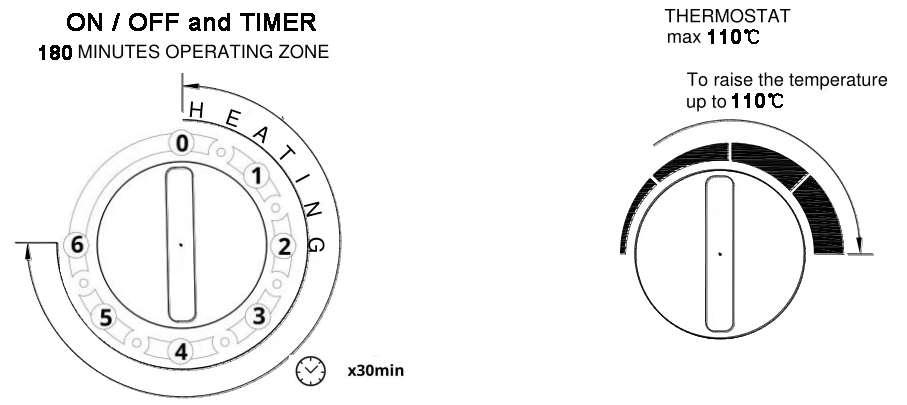 ON / OFF and TIMER
180 MINUTES OPERATING ZONE
HEATING
0
1
2
3
4
5
6
x30min
THERMOSTAT
max 110℃
To raise the temperature
up to 110℃